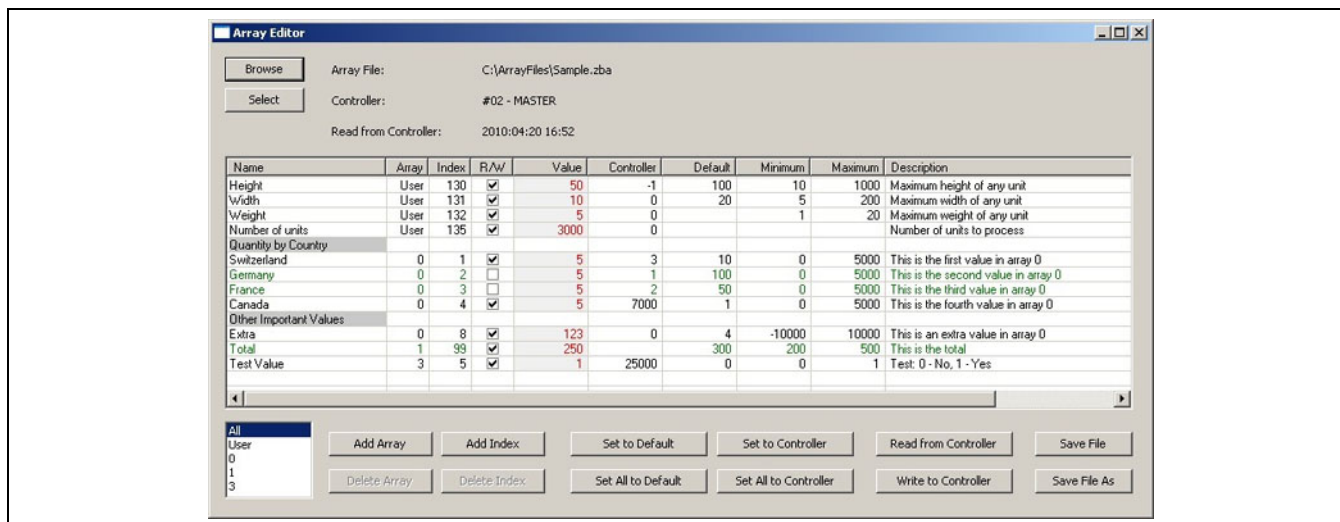 Array Editor
Browse Array File: C:\ArrayFiles\Sample.zba
Select Controller: #02 - MASTER
Read from Controller: 2010:04:20 16:52
Name Array Index R/W Value Controller Default Minimum Maximum Description
Height User 130 50 -1 100 10 1000 Maximum height of any unit
Width User 131 10 0 20 5 200 Maximum width of any unit
Weight User 132 5 0 1 20 Maximum weight of any unit
Number of units User 135 3000 0 Number of units to process
Quantity by Country
Switzerland 0 1 5 3 10 0 5000 This is the first value in array 0
Germany 0 2 5 1 100 0 5000 This is the second value in array 0
France 0 3 5 2 50 0 5000 This is the third value in array 0
Canada 0 4 5 7000 1 0 5000 This is the fourth value in array 0
Other Important Values
Extra 0 8 123 0 4 -10000 10000 This is an extra value in array 0
Total 1 99 250 300 200 500 This is the total
Test Value 3 5 1 25000 0 0 1 Test: 0 - No, 1 - Yes
All
User
0
1
3
Add Array Add Index Set to Default Set to Controller Read from Controller Save File
Delete Array Delete Index Set All to Default Set All to Controller Write to Controller Save File As